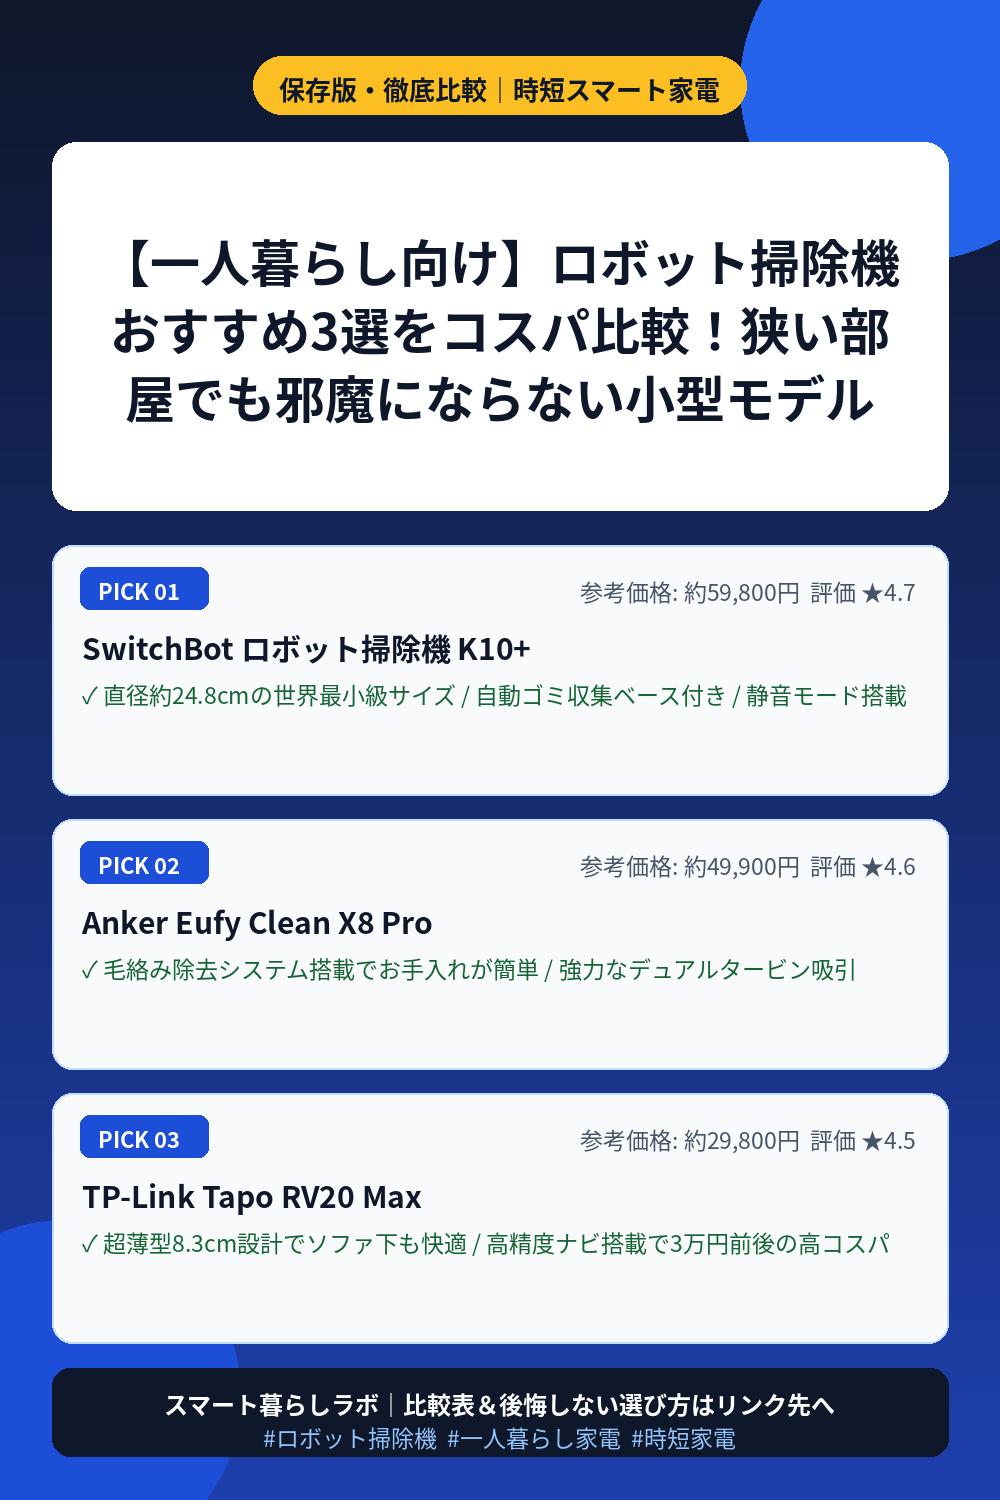 保存版・徹底比較｜時短スマート家電
【一人暮らし向け】ロボット掃除機
おすすめ3選をコスパ比較！狭い部
屋でも邪魔にならない小型モデル
PICK 01
参考価格: 約59,800円 評価 ★4.7
SwitchBot ロボット掃除機 K10+
✓ 直径約24.8cmの世界最小級サイズ / 自動ゴミ収集ベース付き / 静音モード搭載
PICK 02
参考価格: 約49,900円 評価 ★4.6
Anker Eufy Clean X8 Pro
✓ 毛絡み除去システム搭載でお手入れが簡単 / 強力なデュアルタービン吸引
PICK 03
参考価格: 約29,800円 評価 ★4.5
TP-Link Tapo RV20 Max
✓ 超薄型8.3cm設計でソファ下も快適 / 高精度ナビ搭載で3万円前後の高コスパ
スマート暮らしラボ｜比較表＆後悔しない選び方はリンク先へ
#ロボット掃除機 #一人暮らし家電 #時短家電